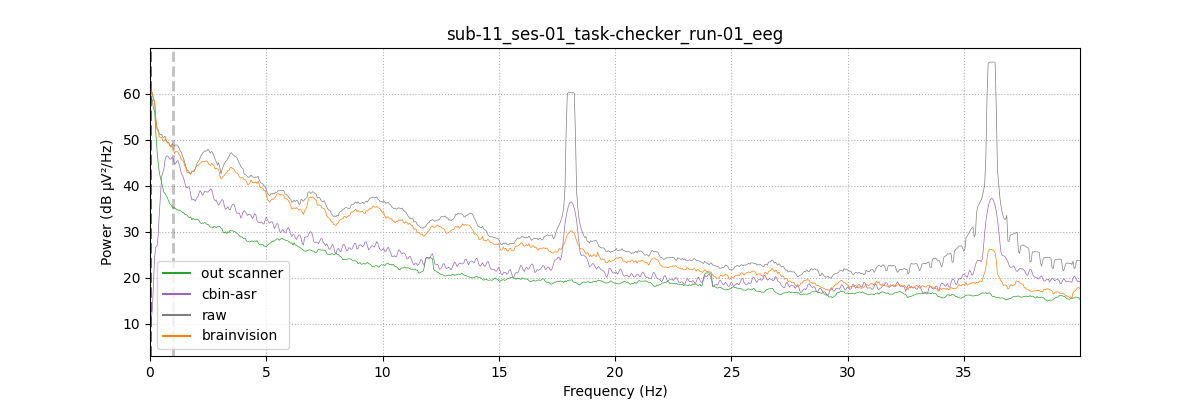 sub-11_ses-01_task-checker_run-01_eeg
Power (dB µV²/Hz)
60
50
40
30
20
10
out scanner
cbin-asr
raw
brainvision
0 5 10 15 20 25 30 35
Frequency (Hz)